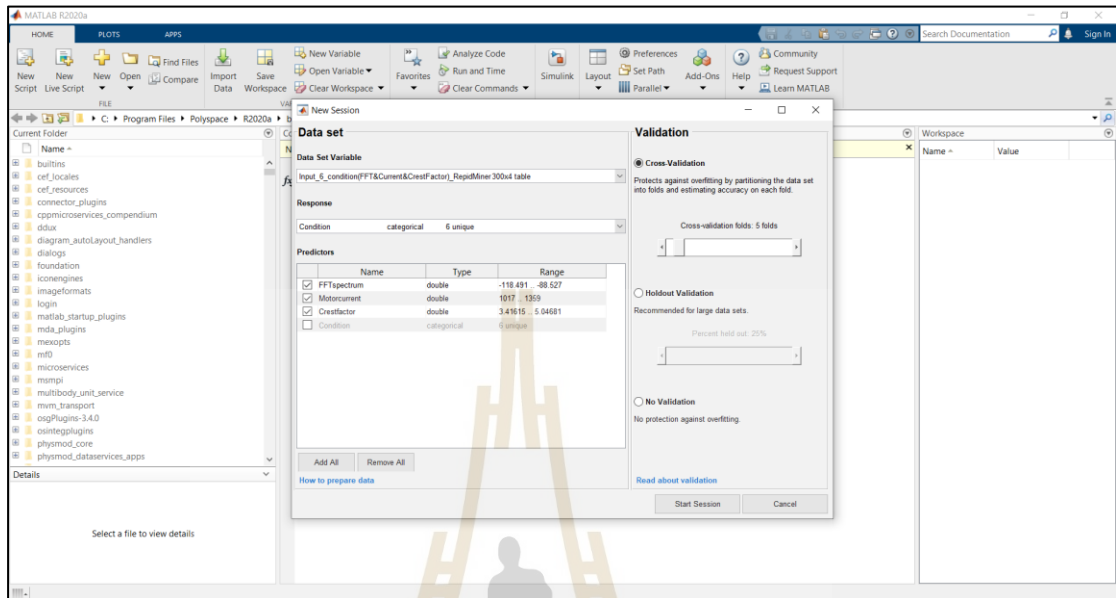 MATLAB R2020a
HOME PLOTS APPS
Search Documentation Sign In
New Script
New Live Script
New
Open
Find Files
Compare
FILE
Import Data
Save Workspace
New Variable
Open Variable
Clear Workspace
VA
Favorites
Analyze Code
Run and Time
Clear Commands
Simulink
Layout
Preferences
Set Path
Parallel
Add-Ons
Help
Community
Request Support
Learn MATLAB
C: Program Files Polyspace R2020a b
Current Folder
Name
builtins
cef_locales
cef_resources
connector_plugins
cppmicroservices_compendium
ddux
diagram_autoLayout_handlers
dialogs
foundation
iconengines
imageformats
login
matlab_startup_plugins
mda_plugins
mexopts
mf0
microservices
msmpi
multibody_unit_service
mvm_transport
osgPlugins-3.4.0
osintegplugins
physmod_core
physmod_dataservices_apps
Details
Select a file to view details
Co
N
fx
New Session
Data set
Data Set Variable
Input_6_condition(FFT&Current&CrestFactor)_RepidMiner 300x4 table
Response
Condition categorical 6 unique
Predictors
Name Type Range
FFTspectrum double -118.491 .. -88.527
Motorcurrent double 1017 .. 1359
Crestfactor double 3.41615 .. 5.04681
Condition categorical 6 unique
Add All Remove All
How to prepare data
Validation
Cross-Validation
Protects against overfitting by partitioning the data set
into folds and estimating accuracy on each fold.
Cross-validation folds: 5 folds
Holdout Validation
Recommended for large data sets.
Percent held out: 25%
No Validation
No protection against overfitting.
Read about validation
Start Session Cancel
Workspace
Name Value